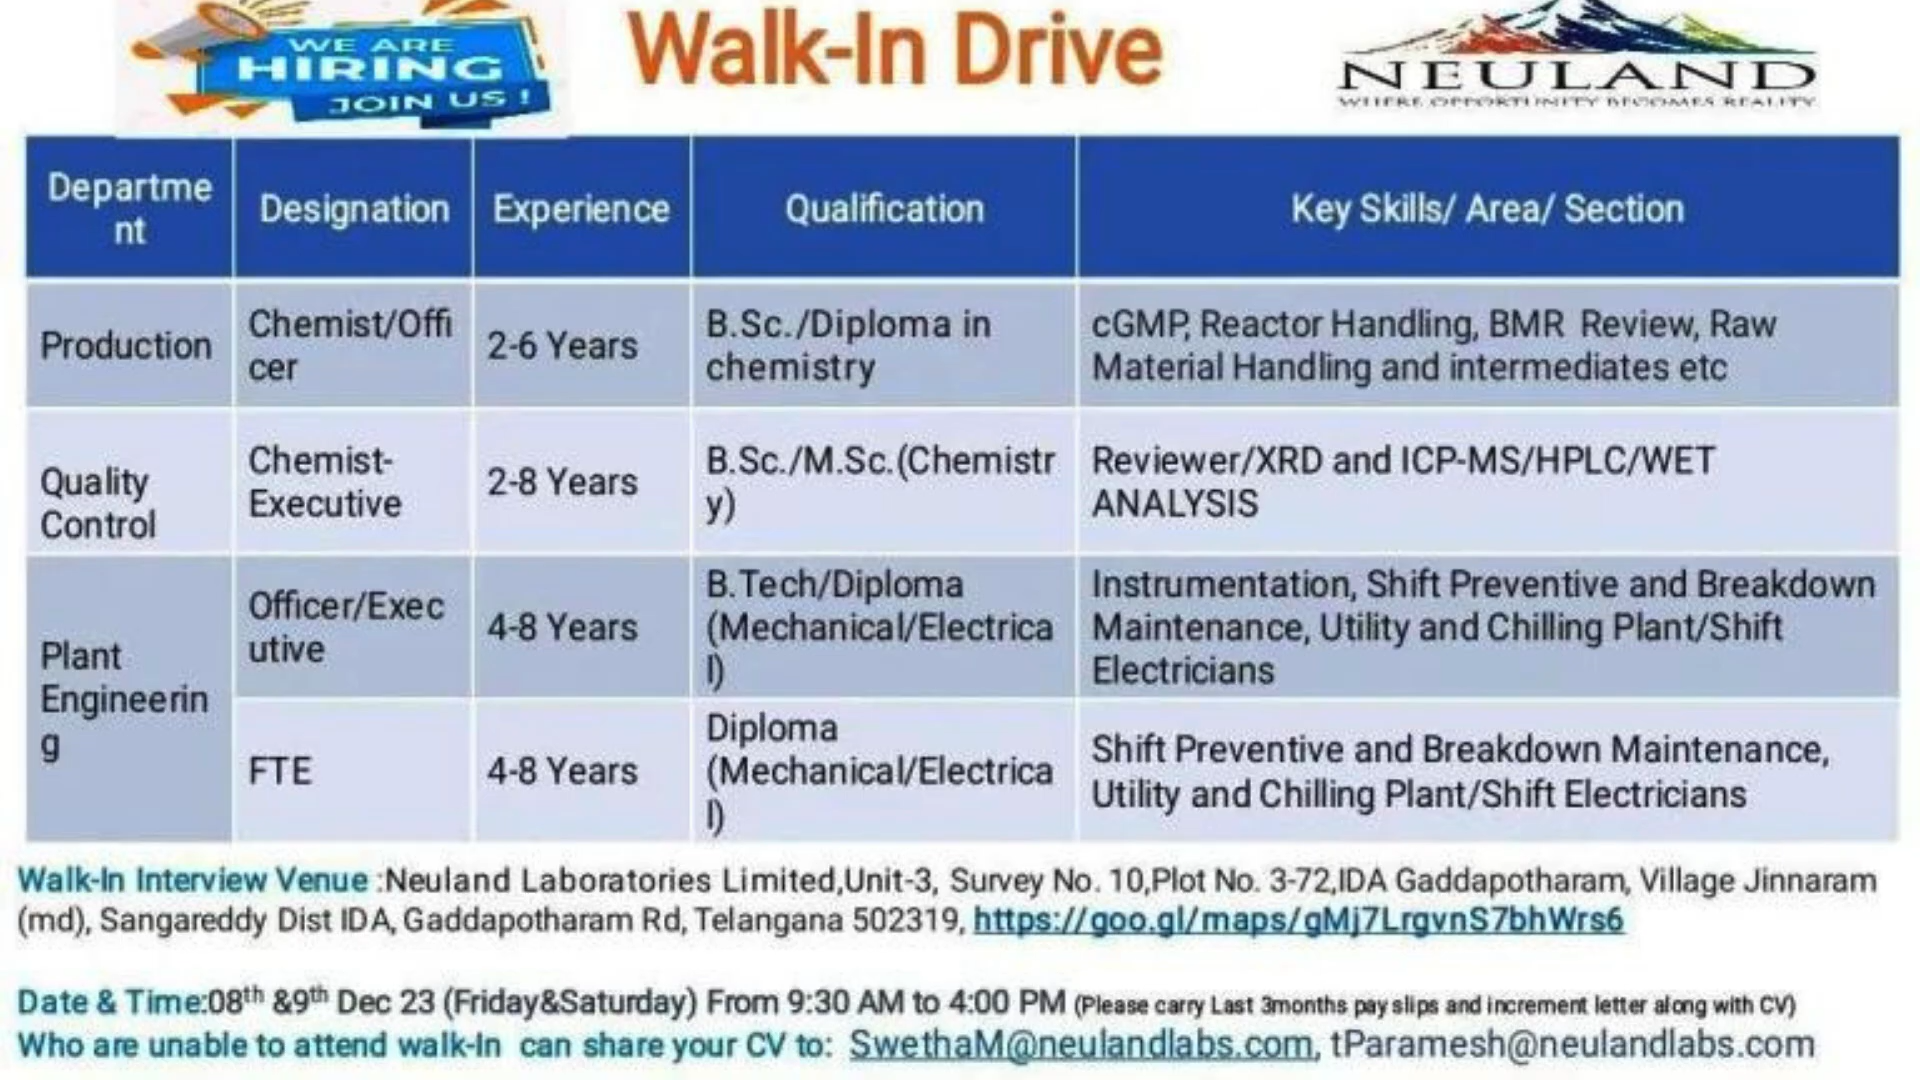 WE ARE
HIRING
JOIN US !
Walk-In Drive
NEULAND
WHERE OPPORTUNITY BECOMES REALITY
Departme
nt
Designation
Experience
Qualification
Key Skills/ Area/ Section
Production
Chemist/Offi
cer
2-6 Years
B.Sc./Diploma in
chemistry
cGMP, Reactor Handling, BMR Review, Raw
Material Handling and intermediates etc
Quality
Control
Chemist-
Executive
2-8 Years
B.Sc./M.Sc.(Chemistr
y)
Reviewer/XRD and ICP-MS/HPLC/WET
ANALYSIS
Plant
Engineerin
g
Officer/Exec
utive
4-8 Years
B.Tech/Diploma
(Mechanical/Electrica
l)
Instrumentation, Shift Preventive and Breakdown
Maintenance, Utility and Chilling Plant/Shift
Electricians
FTE
4-8 Years
Diploma
(Mechanical/Electrica
l)
Shift Preventive and Breakdown Maintenance,
Utility and Chilling Plant/Shift Electricians
Walk-In Interview Venue :Neuland Laboratories Limited,Unit-3, Survey No. 10,Plot No. 3-72,IDA Gaddapotharam, Village Jinnaram
(md), Sangareddy Dist IDA, Gaddapotharam Rd, Telangana 502319, https://goo.gl/maps/gMj7LrgvnS7bhWrs6
Date & Time:08th &9th Dec 23 (Friday&Saturday) From 9:30 AM to 4:00 PM (Please carry Last 3months pay slips and increment letter along with CV)
Who are unable to attend walk-In can share your CV to: SwethaM@neulandlabs.com, tParamesh@neulandlabs.com